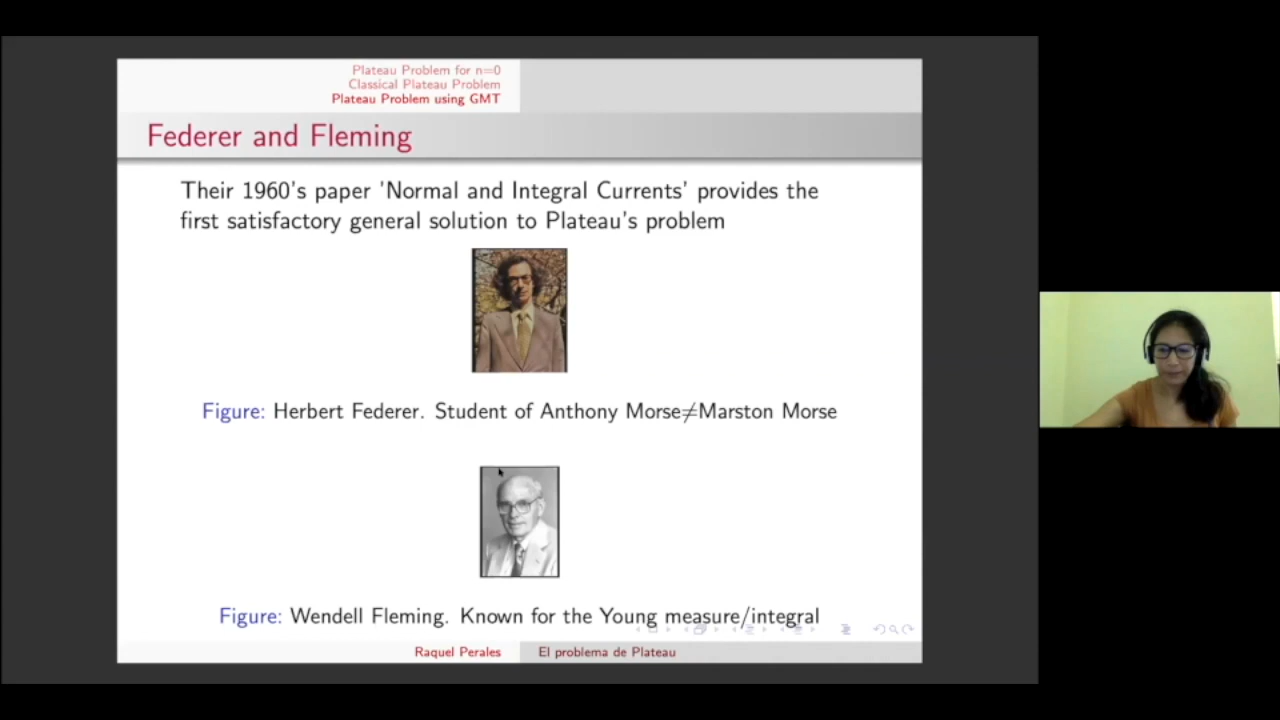 Plateau Problem for n=0
Classical Plateau Problem
Plateau Problem using GMT
Federer and Fleming
Their 1960's paper 'Normal and Integral Currents' provides the
first satisfactory general solution to Plateau's problem
Figure: Herbert Federer. Student of Anthony Morse≠Marston Morse
Figure: Wendell Fleming. Known for the Young measure/integral
Raquel Perales
El problema de Plateau